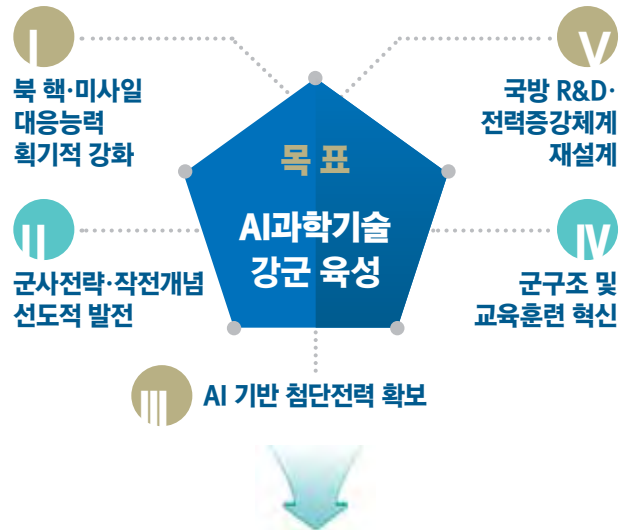 I
북 핵·미사일
대응능력
획기적 강화
II
군사전략·작전개념
선도적 발전
목표
AI과학기술
강군 육성
III
AI 기반 첨단전력 확보
V
국방 R&D·
전력증강체계
재설계
IV
군구조 및
교육훈련 혁신